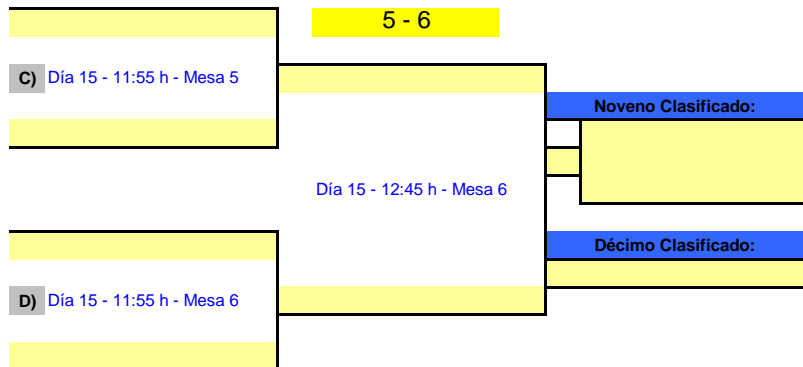 5 - 6
C) Día 15 - 11:55 h - Mesa 5
Noveno Clasificado:
Día 15 - 12:45 h - Mesa 6
Décimo Clasificado:
D) Día 15 - 11:55 h - Mesa 6